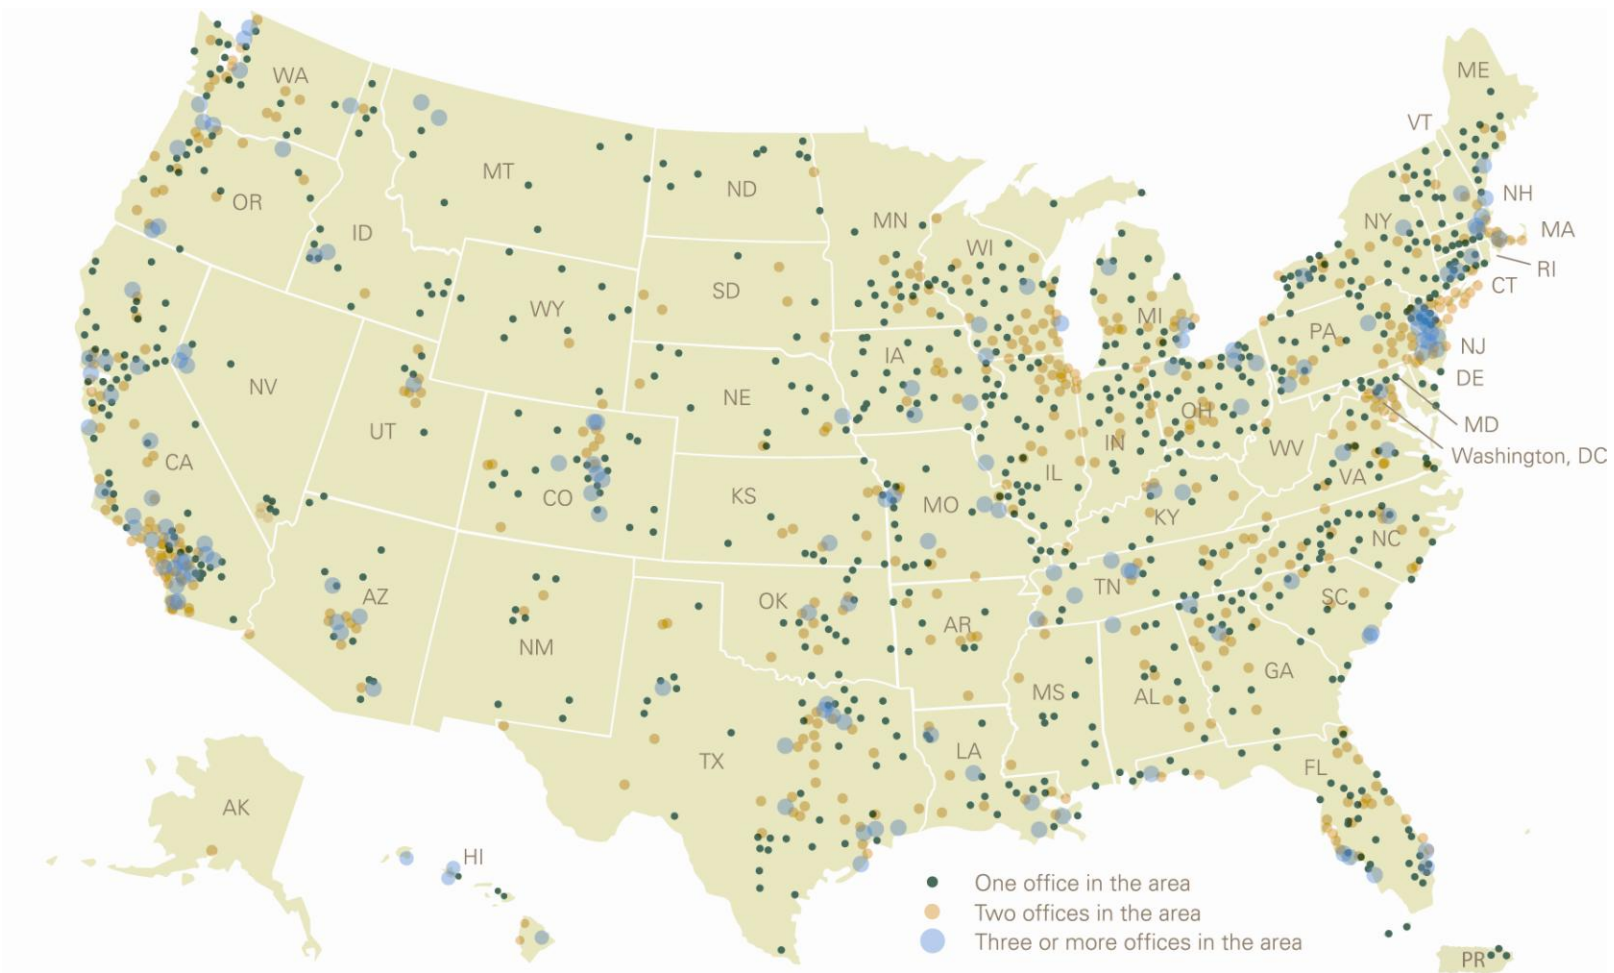 ME
WA
VT
MT
ND
NH
OR
MN
NY
MA
ID
WI
RI
SD
CT
WY
MI
PA
IA
NJ
NV
NE
DE
OH
UT
MD
IN
WV
Washington, DC
CA
IL
VA
KS
CO
MO
KY
NC
TN
AZ
OK
SC
AR
NM
GA
MS
AL
LA
TX
FL
AK
HI
One office in the area
Two offices in the area
Three or more offices in the area
PR